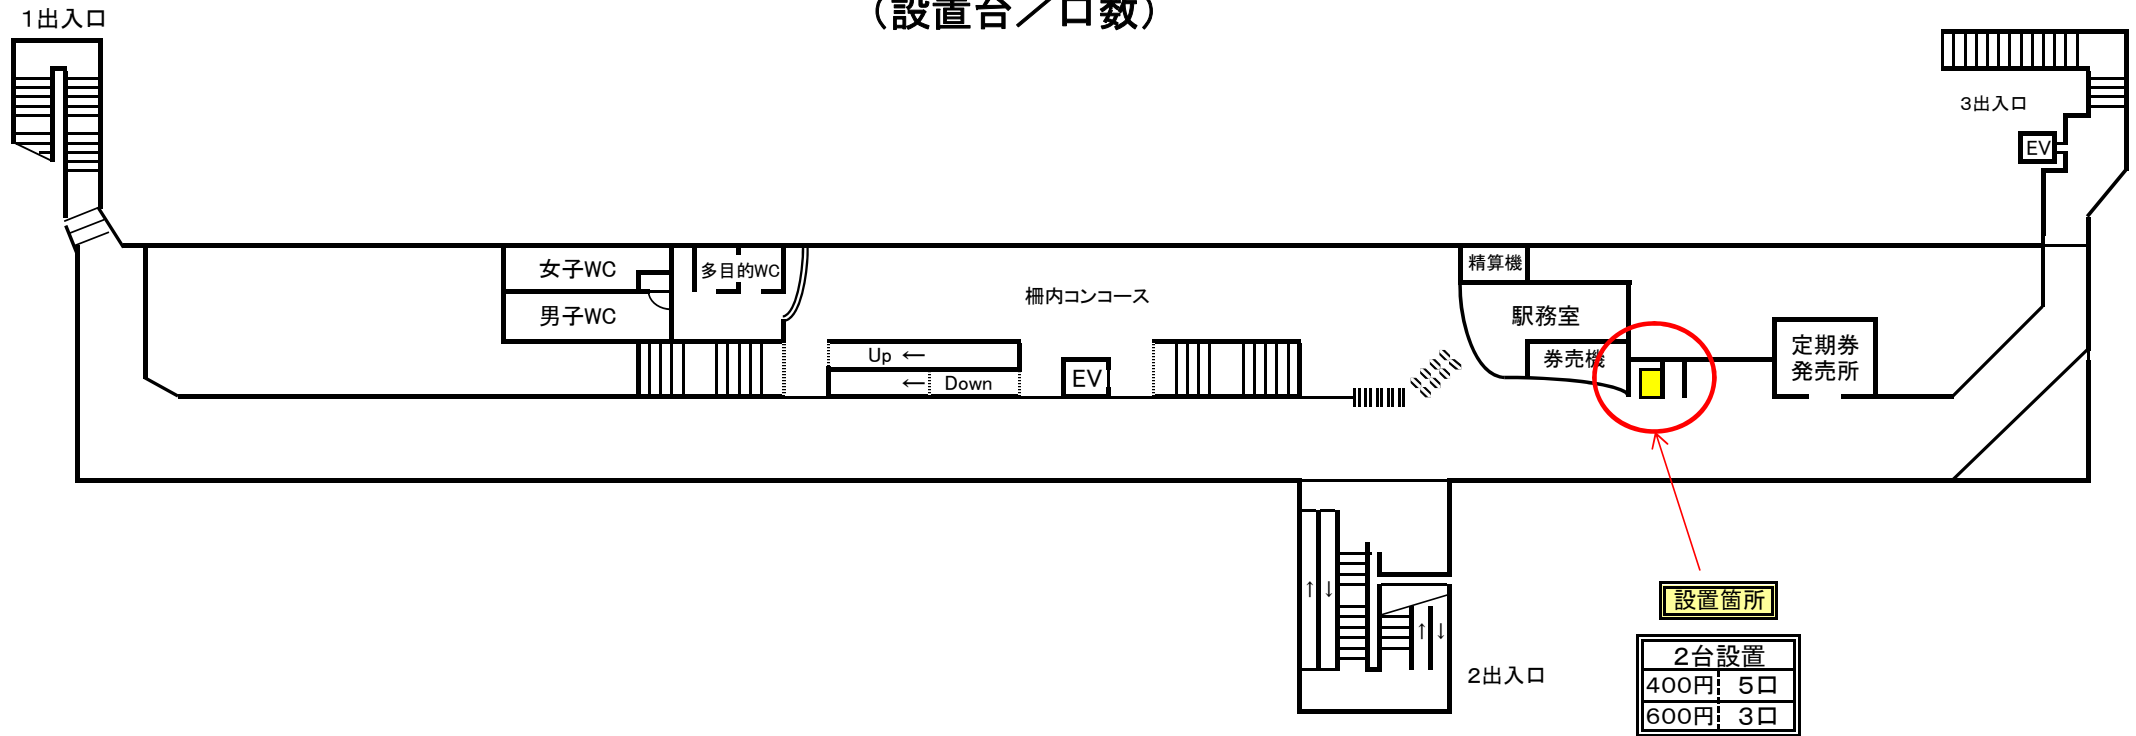 （設置台／口数）
1出入口
3出入口
EV
女子WC
多目的WC
男子WC
柵内コンコース
精算機
駅務室
券売機
定期券
発売所
Up ←
← Down
EV
↑ ↓
↑ ↓
2出入口
設置箇所
2台設置
400円 5口
600円 3口